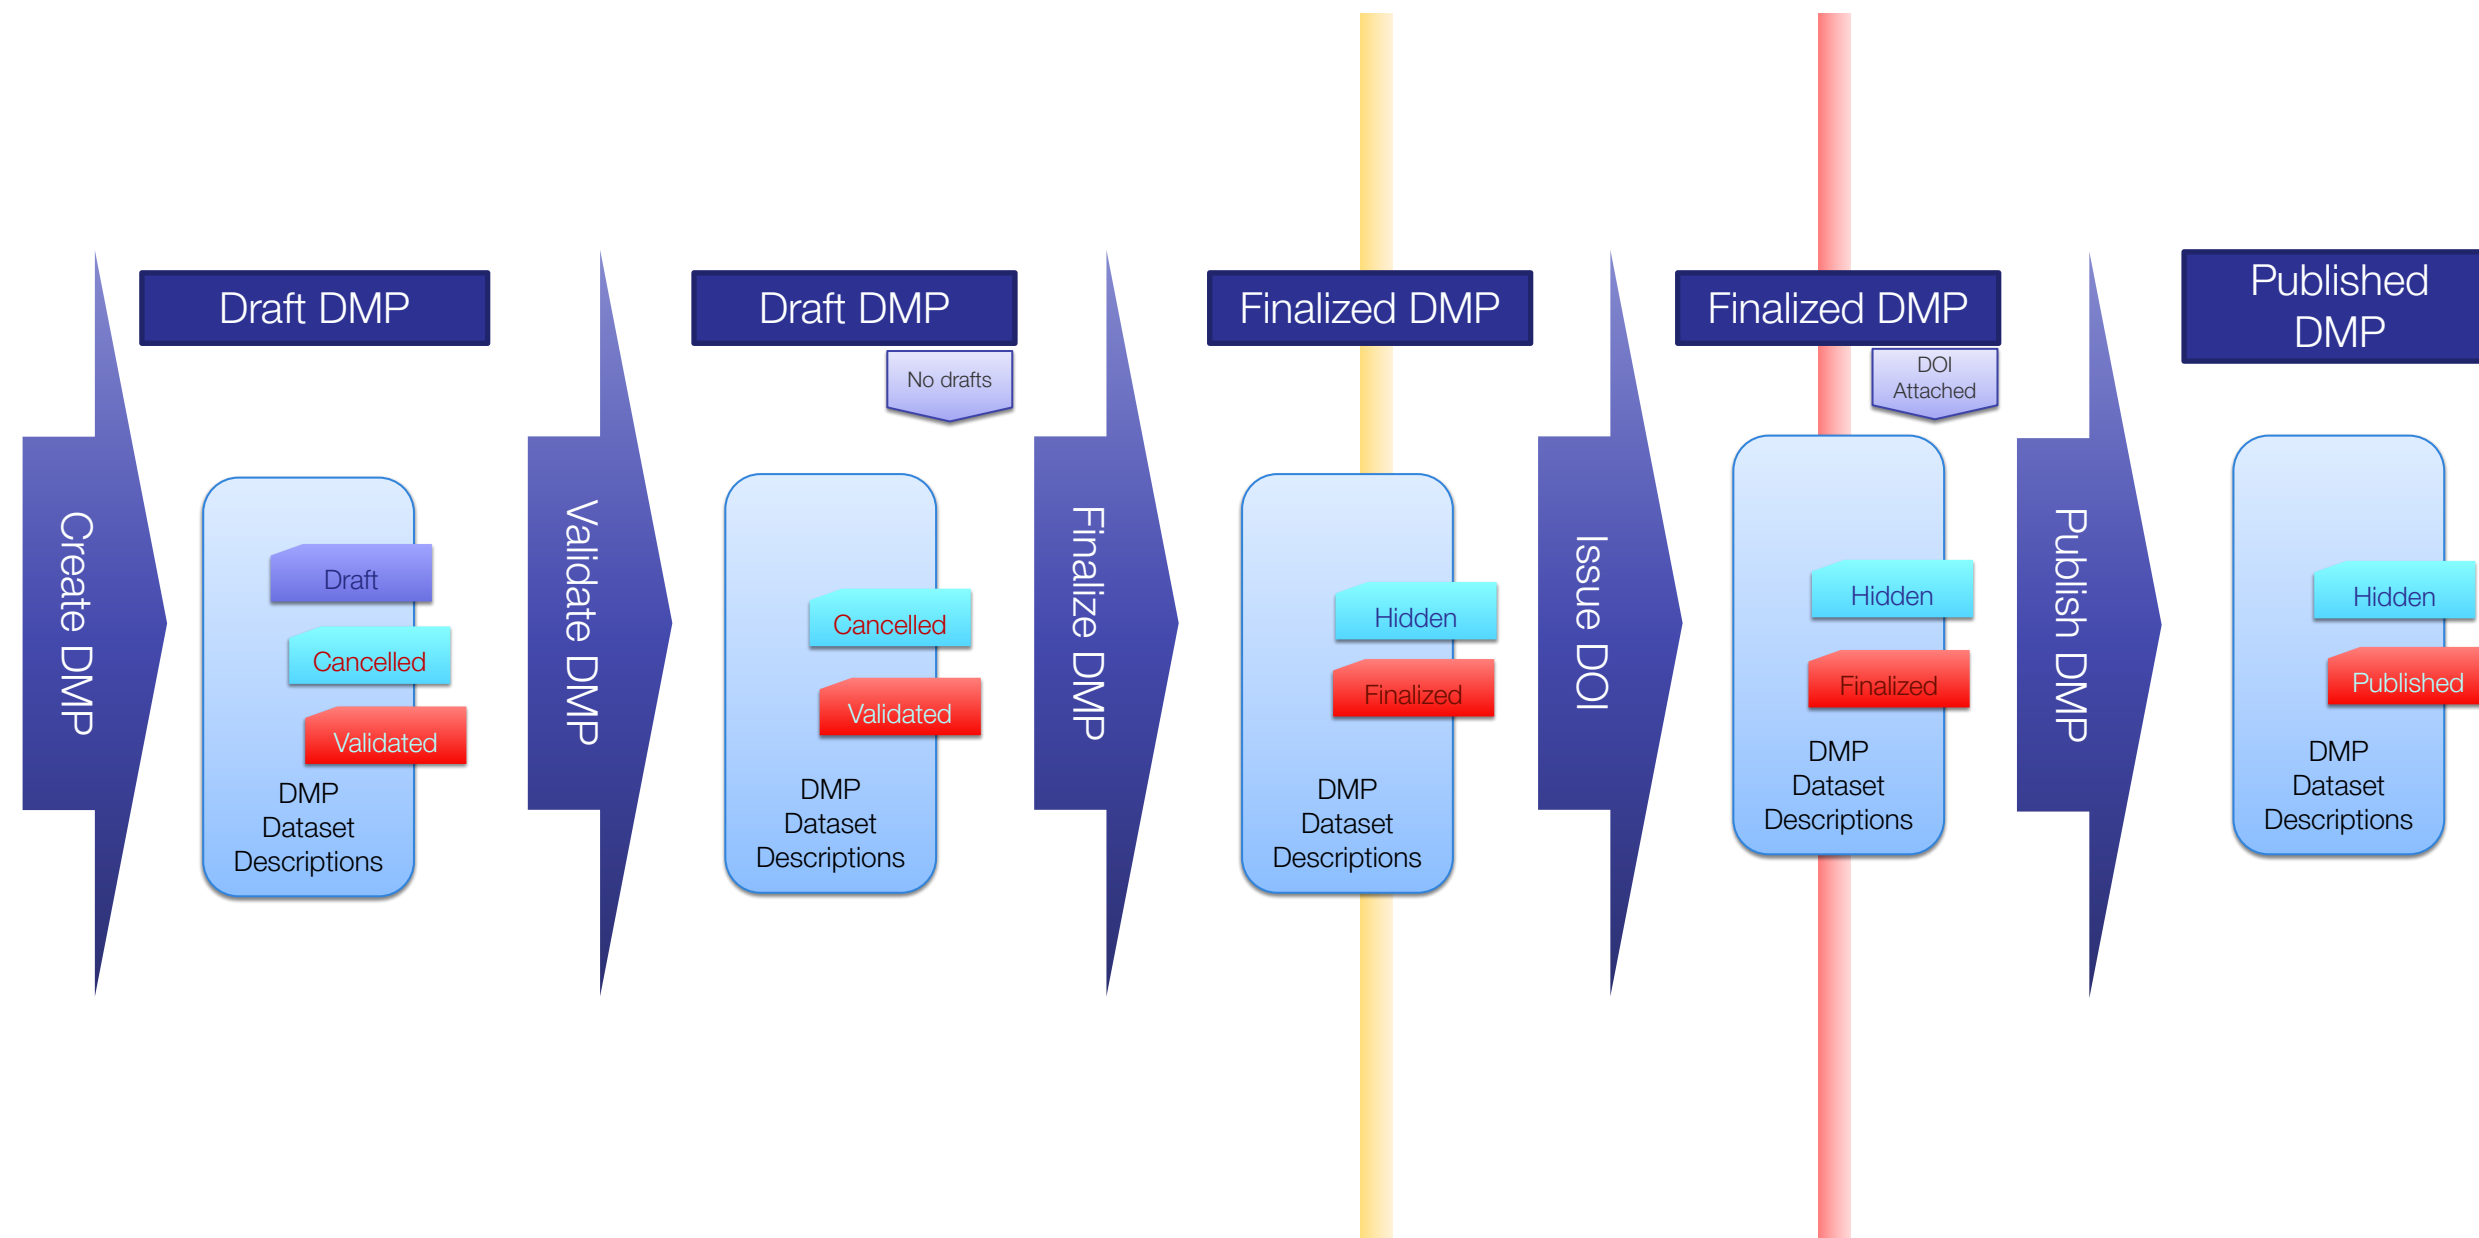 Create DMP
Draft DMP
Draft
Cancelled
Validated
DMP
Dataset
Descriptions
Validate DMP
Draft DMP
No drafts
Cancelled
Validated
DMP
Dataset
Descriptions
Finalize DMP
Finalized DMP
Hidden
Finalized
DMP
Dataset
Descriptions
Issue DOI
Finalized DMP
DOI
Attached
Hidden
Finalized
DMP
Dataset
Descriptions
Publish DMP
Published
DMP
Hidden
Published
DMP
Dataset
Descriptions